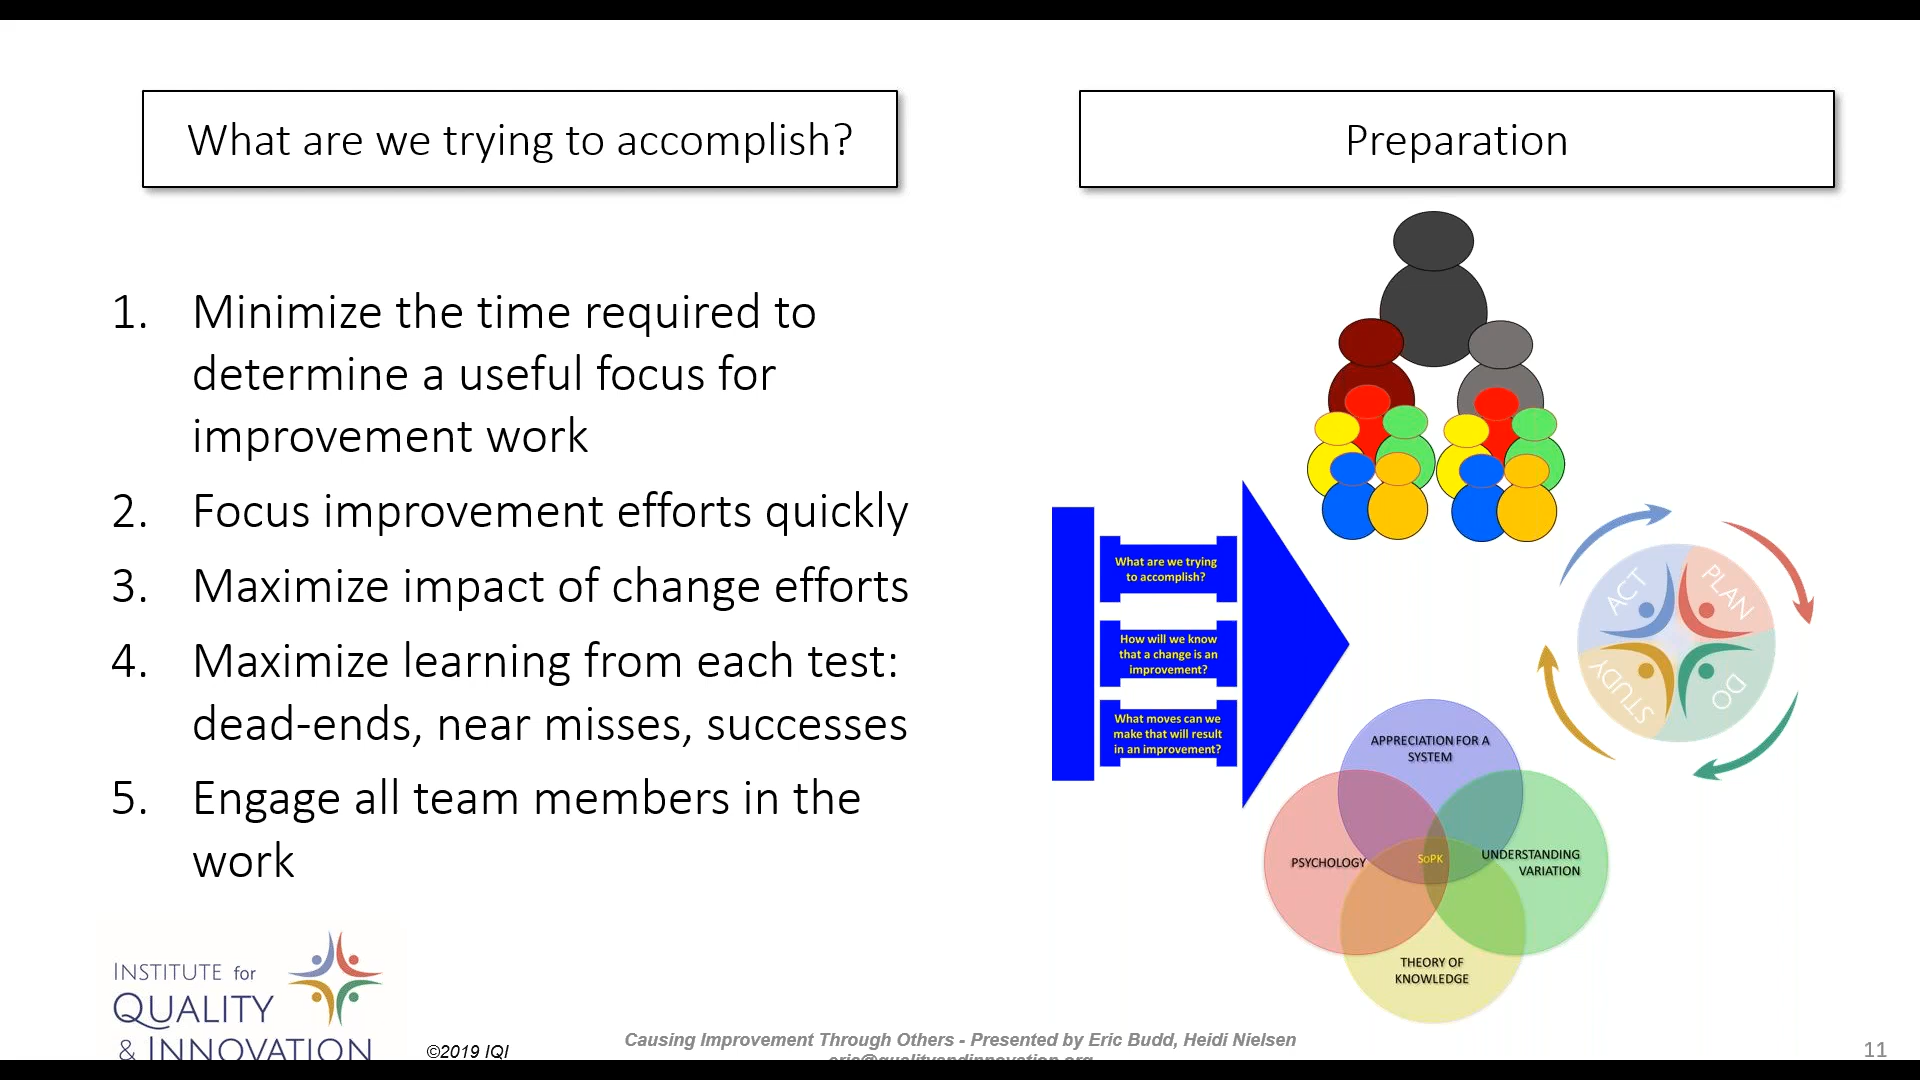 What are we trying to accomplish?
Preparation
1. Minimize the time required to
determine a useful focus for
improvement work
2. Focus improvement efforts quickly
3. Maximize impact of change efforts
4. Maximize learning from each test:
dead-ends, near misses, successes
5. Engage all team members in the
work
What are we trying
to accomplish?
How will we know
that a change is an
improvement?
What moves can we
make that will result
in an improvement?
ACT
PLAN
STUDY
DO
APPRECIATION FOR A
SYSTEM
PSYCHOLOGY
SoPK
UNDERSTANDING
VARIATION
THEORY OF
KNOWLEDGE
INSTITUTE for
QUALITY
& INNOVATION
©2019 IQI
Causing Improvement Through Others - Presented by Eric Budd, Heidi Nielsen
eric@qualityandinnovation.org
11